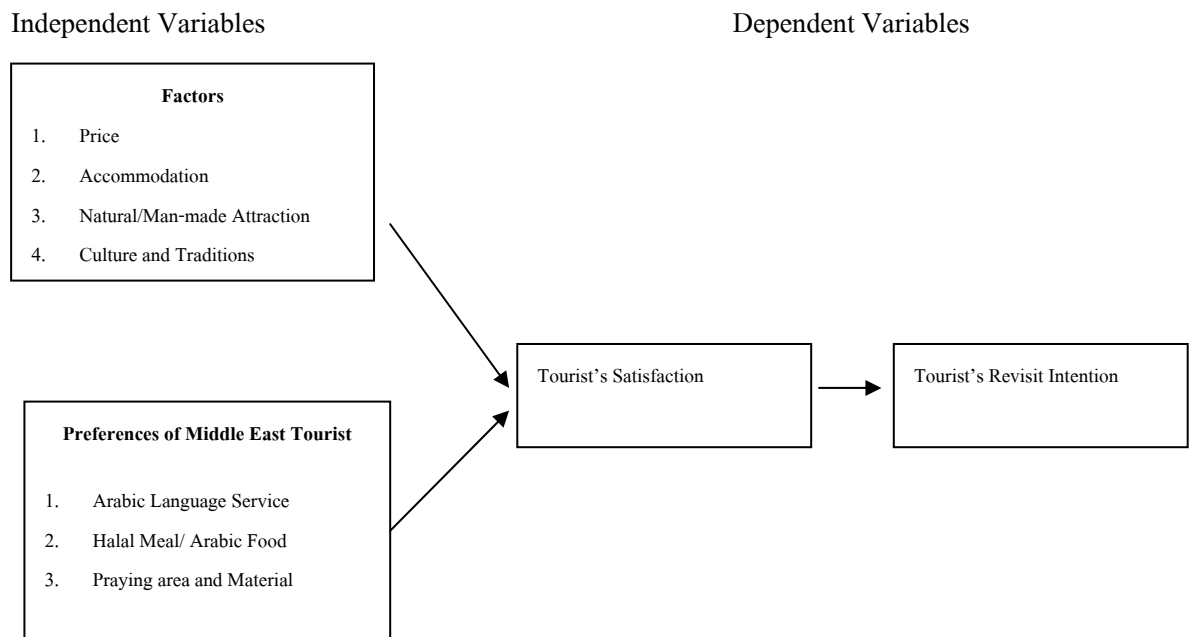 Independent Variables
Dependent Variables
Factors
1. Price
2. Accommodation
3. Natural/Man-made Attraction
4. Culture and Traditions
Tourist’s Satisfaction
Tourist’s Revisit Intention
Preferences of Middle East Tourist
1. Arabic Language Service
2. Halal Meal/ Arabic Food
3. Praying area and Material